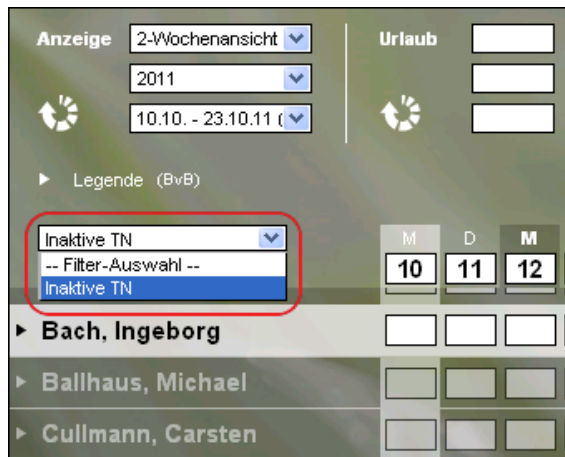 Anzeige 2-Wochenansicht Urlaub
2011
10.10. - 23.10.11 (
Legende (BvB)
Inaktive TN M D M
-- Filter-Auswahl -- 10 11 12
Inaktive TN
Bach, Ingeborg
Ballhaus, Michael
Cullmann, Carsten